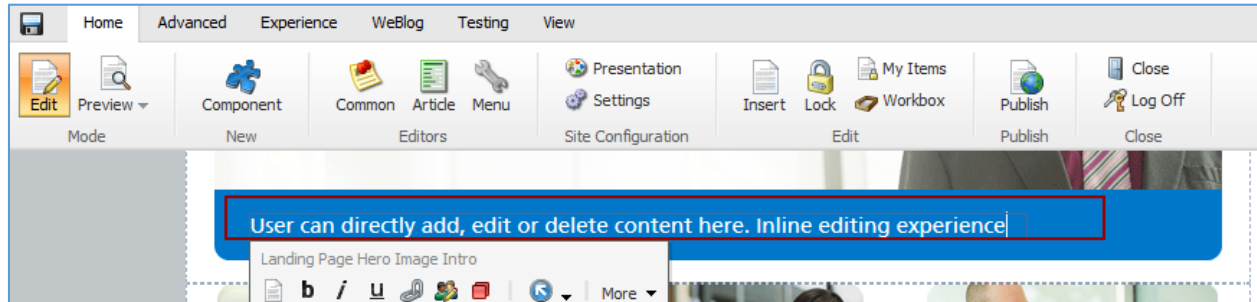 Home Advanced Experience WeBlog Testing View
Presentation My Items Close
Edit Preview Component Common Article Menu Settings Insert Lock Workbox Publish Log Off
Mode New Editors Site Configuration Edit Publish Close
User can directly add, edit or delete content here. Inline editing experience
Landing Page Hero Image Intro
b i u More